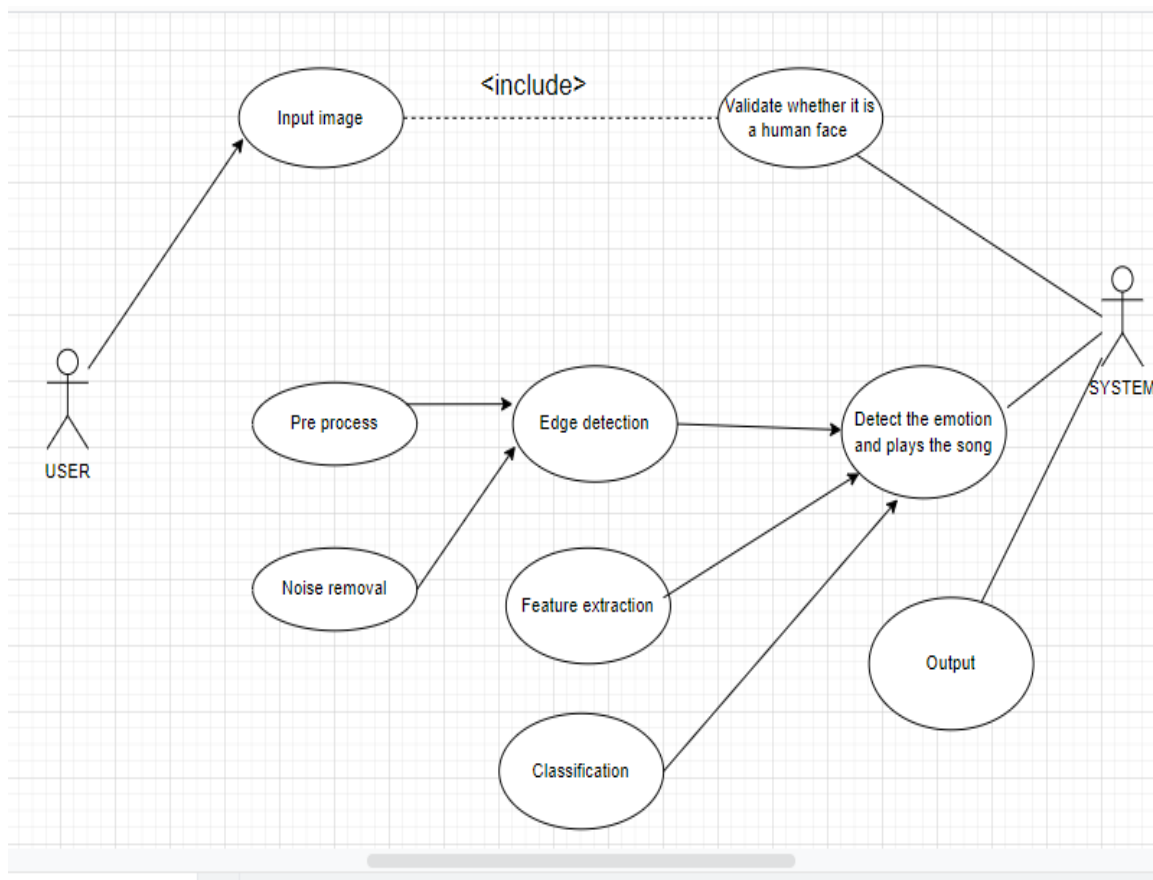 <include>
Input image
Validate whether it is
a human face
SYSTEM
USER
Pre process
Edge detection
Detect the emotion
and plays the song
Noise removal
Feature extraction
Output
Classification